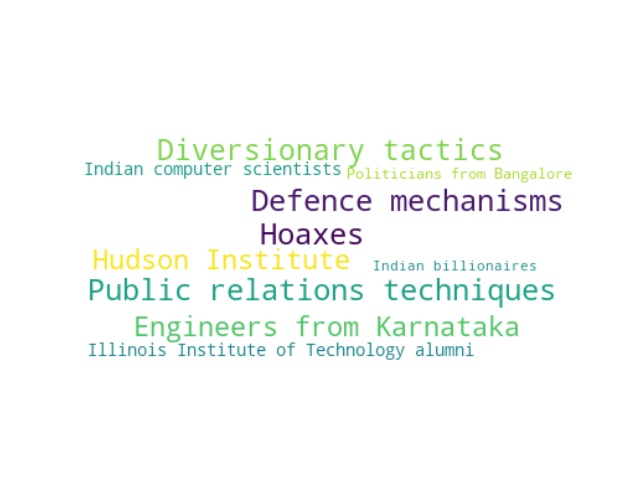 Diversionary tactics
Indian computer scientists
Politicians from Bangalore
Defence mechanisms
Hoaxes
Hudson Institute
Indian billionaires
Public relations techniques
Engineers from Karnataka
Illinois Institute of Technology alumni